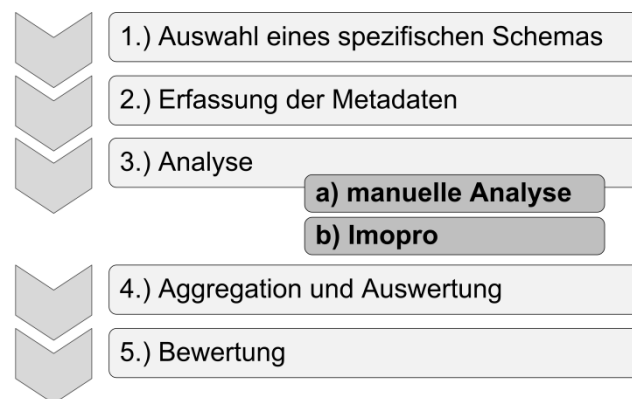 1.) Auswahl eines spezifischen Schemas
2.) Erfassung der Metadaten
3.) Analyse
a) manuelle Analyse
b) Imopro
4.) Aggregation und Auswertung
5.) Bewertung